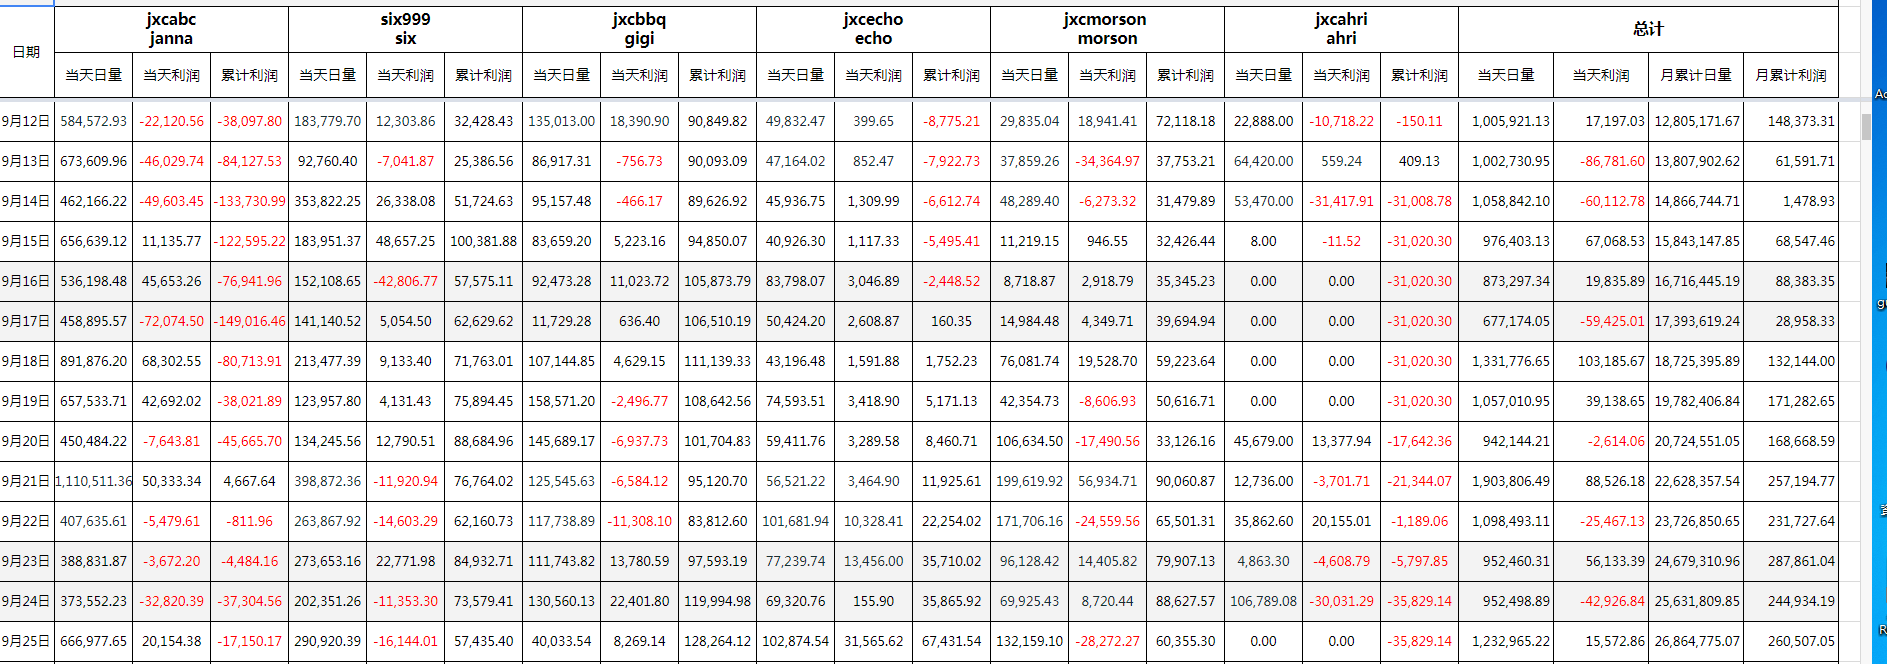 日期 jxcabc janna six999 six jxcbbq gigi jxcecho echo jxcmorson morson jxcahri ahri 总计
当天日量 当天利润 累计利润 当天日量 当天利润 累计利润 当天日量 当天利润 累计利润 当天日量 当天利润 累计利润 当天日量 当天利润 累计利润 当天日量 当天利润 累计利润 当天日量 当天利润 月累计日量 月累计利润
9月12日 584,572.93 -22,120.56 -38,097.80 183,779.70 12,303.86 32,428.43 135,013.00 18,390.90 90,849.82 49,832.47 399.65 -8,775.21 29,835.04 18,941.41 72,118.18 22,888.00 -10,718.22 -150.11 1,005,921.13 17,197.03 12,805,171.67 148,373.31
9月13日 673,609.96 -46,029.74 -84,127.53 92,760.40 -7,041.87 25,386.56 86,917.31 -756.73 90,093.09 47,164.02 852.47 -7,922.73 37,859.26 -34,364.97 37,753.21 64,420.00 559.24 409.13 1,002,730.95 -86,781.60 13,807,902.62 61,591.71
9月14日 462,166.22 -49,603.45 -133,730.99 353,822.25 26,338.08 51,724.63 95,157.48 -466.17 89,626.92 45,936.75 1,309.99 -6,612.74 48,289.40 -6,273.32 31,479.89 53,470.00 -31,417.91 -31,008.78 1,058,842.10 -60,112.78 14,866,744.71 1,478.93
9月15日 656,639.12 11,135.77 -122,595.22 183,951.37 48,657.25 100,381.88 83,659.20 5,223.16 94,850.07 40,926.30 1,117.33 -5,495.41 11,219.15 946.55 32,426.44 8.00 -11.52 -31,020.30 976,403.13 67,068.53 15,843,147.85 68,547.46
9月16日 536,198.48 45,653.26 -76,941.96 152,108.65 -42,806.77 57,575.11 92,473.28 11,023.72 105,873.79 83,798.07 3,046.89 -2,448.52 8,718.87 2,918.79 35,345.23 0.00 0.00 -31,020.30 873,297.34 19,835.89 16,716,445.19 88,383.35
9月17日 458,895.57 -72,074.50 -149,016.46 141,140.52 5,054.50 62,629.62 11,729.28 636.40 106,510.19 50,424.20 2,608.87 160.35 14,984.48 4,349.71 39,694.94 0.00 0.00 -31,020.30 677,174.05 -59,425.01 17,393,619.24 28,958.33
9月18日 891,876.20 68,302.55 -80,713.91 213,477.39 9,133.40 71,763.01 107,144.85 4,629.15 111,139.33 43,196.48 1,591.88 1,752.23 76,081.74 19,528.70 59,223.64 0.00 0.00 -31,020.30 1,331,776.65 103,185.67 18,725,395.89 132,144.00
9月19日 657,533.71 42,692.02 -38,021.89 123,957.80 4,131.43 75,894.45 158,571.20 -2,496.77 108,642.56 74,593.51 3,418.90 5,171.13 42,354.73 -8,606.93 50,616.71 0.00 0.00 -31,020.30 1,057,010.95 39,138.65 19,782,406.84 171,282.65
9月20日 450,484.22 -7,643.81 -45,665.70 134,245.56 12,790.51 88,684.96 145,689.17 -6,937.73 101,704.83 59,411.76 3,289.58 8,460.71 106,634.50 -17,490.56 33,126.16 45,679.00 13,377.94 -17,642.36 942,144.21 -2,614.06 20,724,551.05 168,668.59
9月21日 1,110,511.36 50,333.34 4,667.64 398,872.36 -11,920.94 76,764.02 125,545.63 -6,584.12 95,120.70 56,521.22 3,464.90 11,925.61 199,619.92 56,934.71 90,060.87 12,736.00 -3,701.71 -21,344.07 1,903,806.49 88,526.18 22,628,357.54 257,194.77
9月22日 407,635.61 -5,479.61 -811.96 263,867.92 -14,603.29 62,160.73 117,738.89 -11,308.10 83,812.60 101,681.94 10,328.41 22,254.02 171,706.16 -24,559.56 65,501.31 35,862.60 20,155.01 -1,189.06 1,098,493.11 -25,467.13 23,726,850.65 231,727.64
9月23日 388,831.87 -3,672.20 -4,484.16 273,653.16 22,771.98 84,932.71 111,743.82 13,780.59 97,593.19 77,239.74 13,456.00 35,710.02 96,128.42 14,405.82 79,907.13 4,863.30 -4,608.79 -5,797.85 952,460.31 56,133.39 24,679,310.96 287,861.04
9月24日 373,552.23 -32,820.39 -37,304.56 202,351.26 -11,353.30 73,579.41 130,560.13 22,401.80 119,994.98 69,320.76 155.90 35,865.92 69,925.43 8,720.44 88,627.57 106,789.08 -30,031.29 -35,829.14 952,498.89 -42,926.84 25,631,809.85 244,934.19
9月25日 666,977.65 20,154.38 -17,150.17 290,920.39 -16,144.01 57,435.40 40,033.54 8,269.14 128,264.12 102,874.54 31,565.62 67,431.54 132,159.10 -28,272.27 60,355.30 0.00 0.00 -35,829.14 1,232,965.22 15,572.86 26,864,775.07 260,507.05